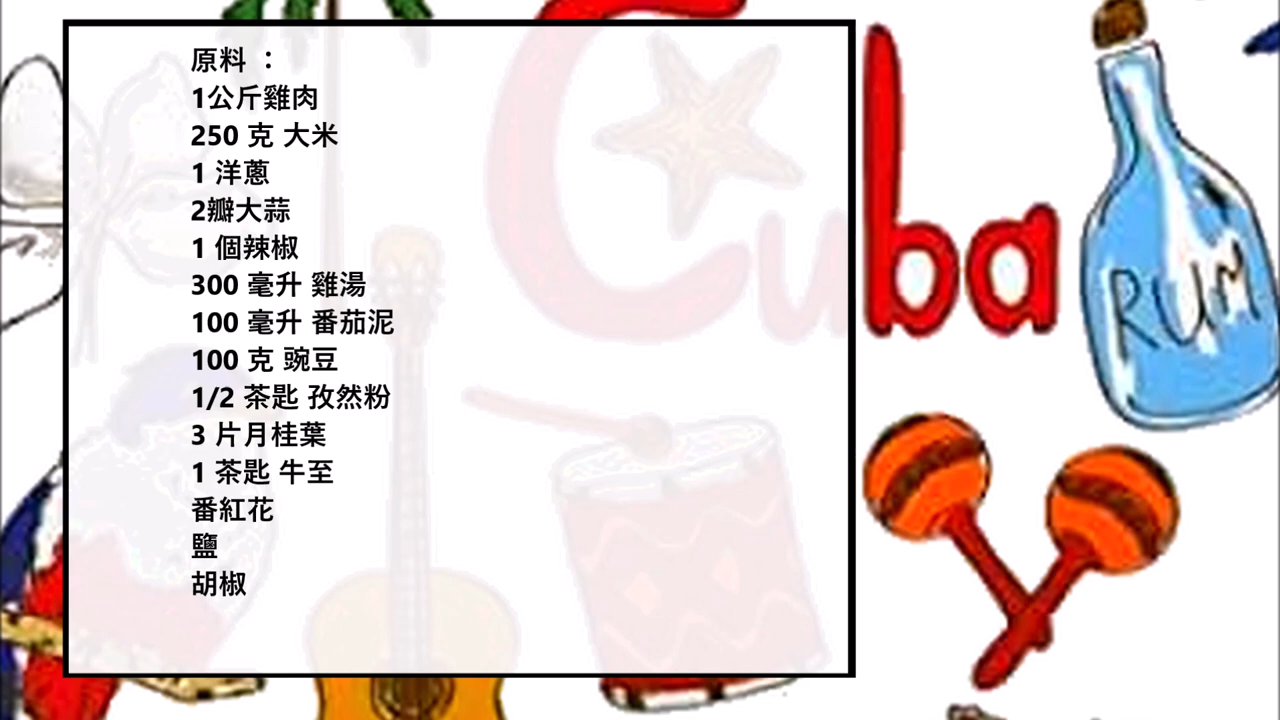 原料 ：
1公斤雞肉
250 克 大米
1 洋蔥
2瓣大蒜
1 個辣椒
300 毫升 雞湯
100 毫升 番茄泥
100 克 豌豆
1/2 茶匙 孜然粉
3 片月桂葉
1 茶匙 牛至
番紅花
鹽
胡椒
Cuba
RUM